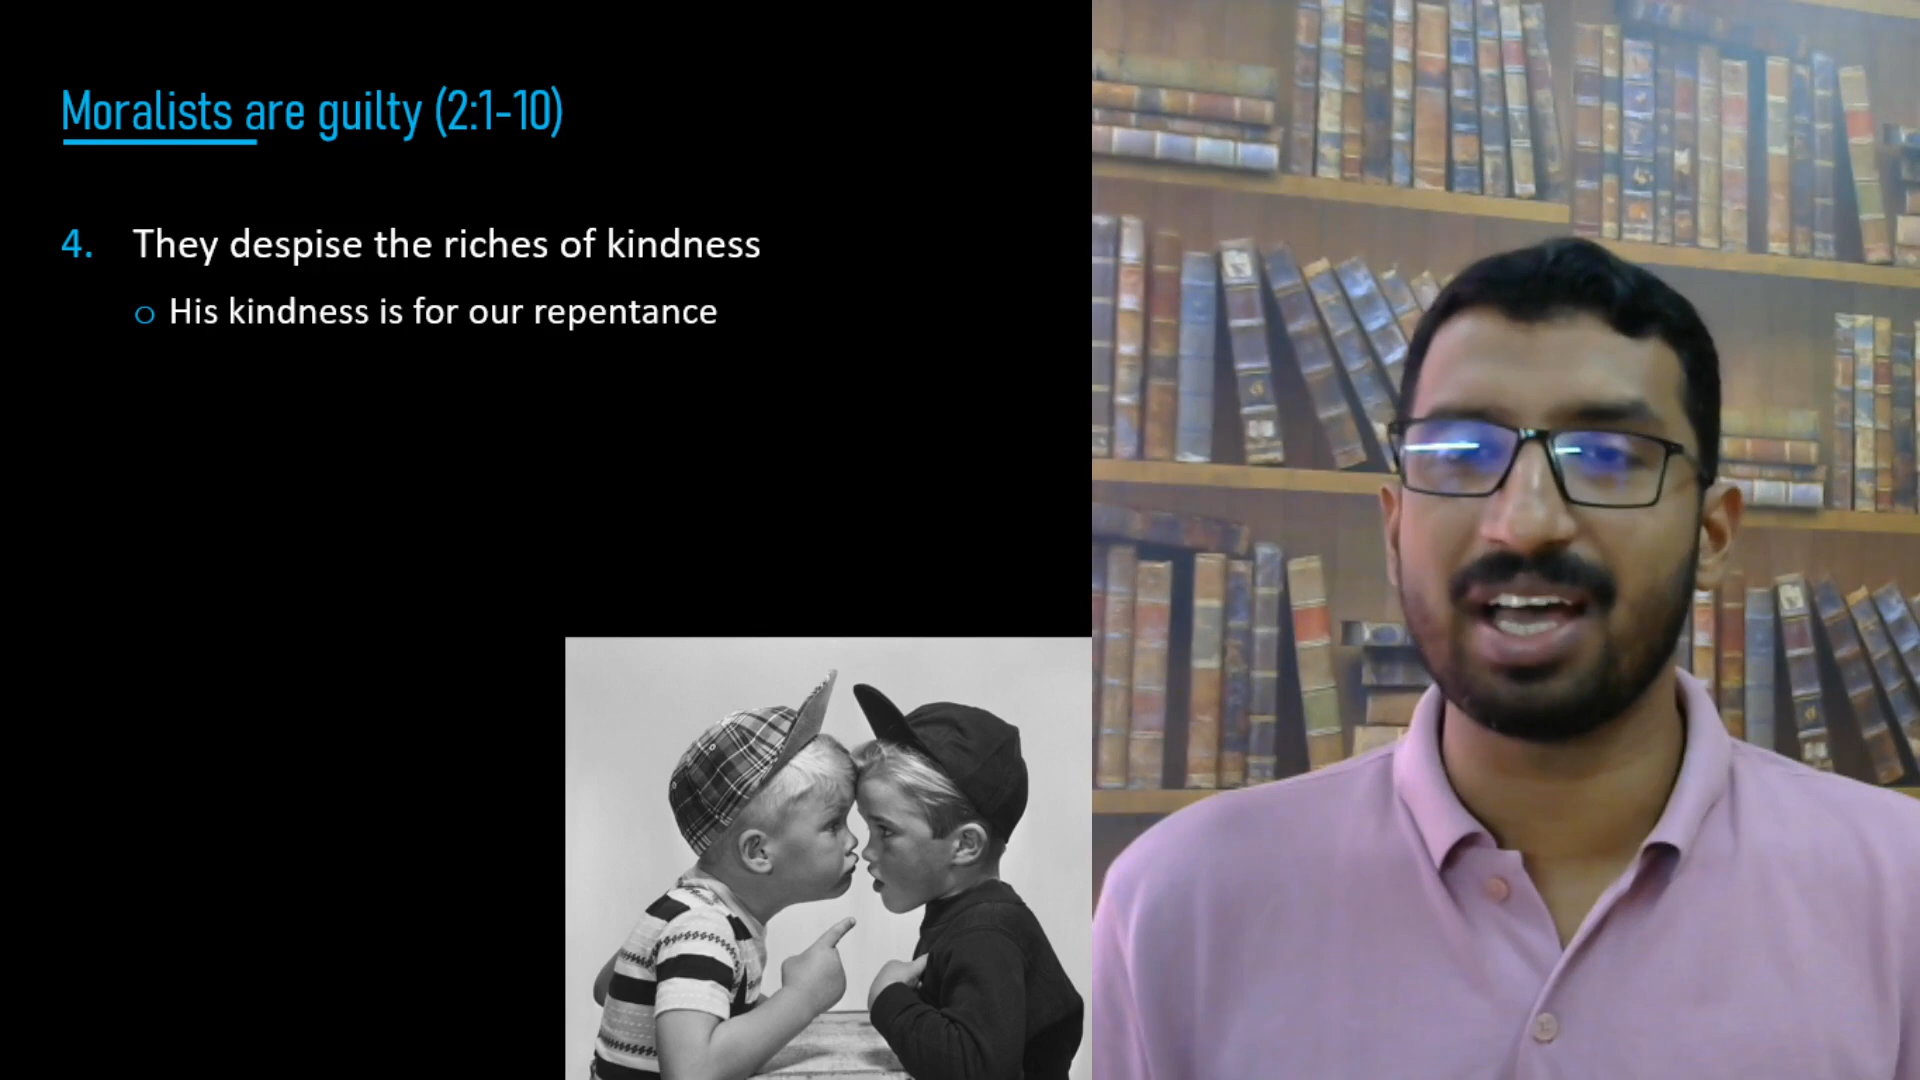 Moralists are guilty (2:1-10)
4. They despise the riches of kindness
o His kindness is for our repentance